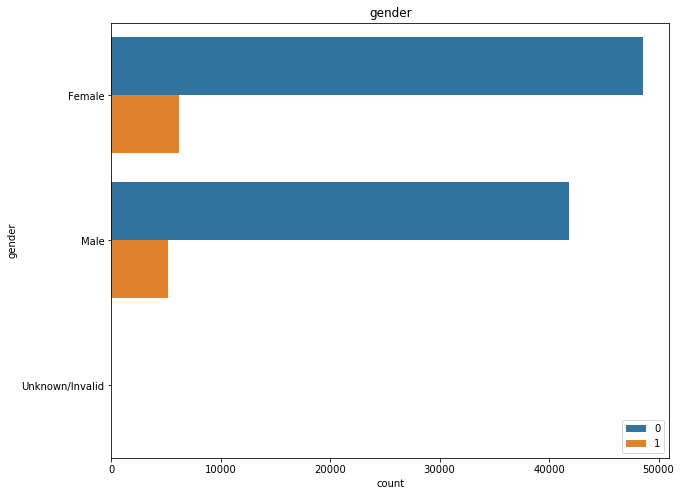 gender
gender
Female
Male
Unknown/Invalid
0
1
0
10000
20000
30000
40000
50000
count